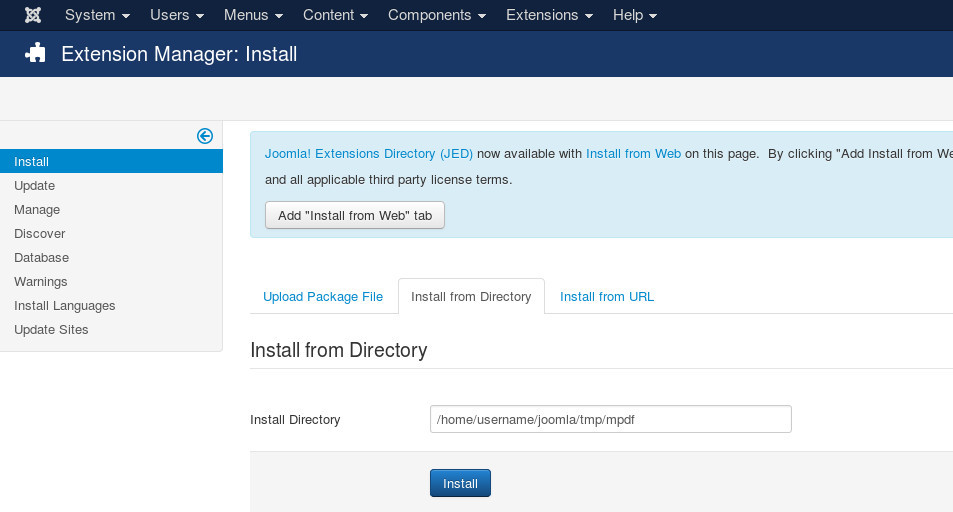 System Users Menus Content Components Extensions Help
Extension Manager: Install
Install
Update
Manage
Discover
Database
Warnings
Install Languages
Update Sites
Joomla! Extensions Directory (JED) now available with Install from Web on this page. By clicking "Add Install from We
and all applicable third party license terms.
Add "Install from Web" tab
Upload Package File Install from Directory Install from URL
Install from Directory
Install Directory /home/username/joomla/tmp/mpdf
Install